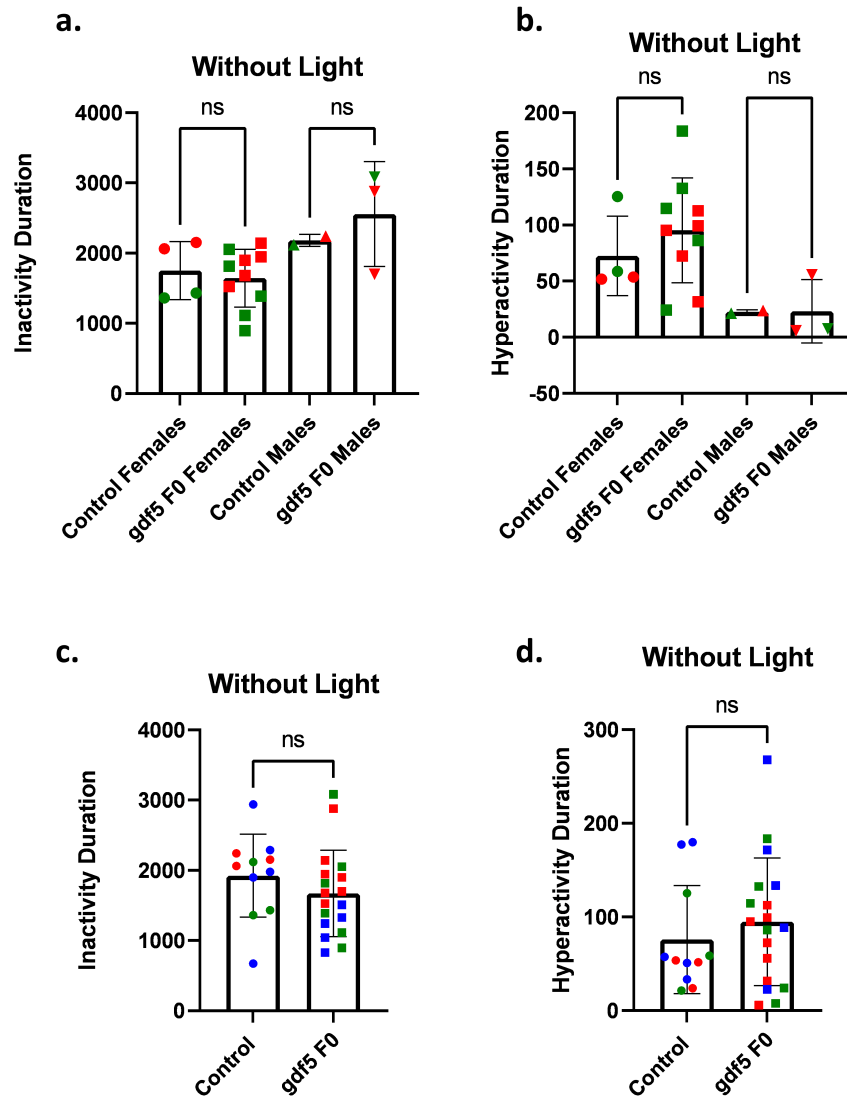 a.
Without Light
ns
ns
4000
3000
2000
1000
0
Inactivity Duration
Control Females
gdf5 F0 Females
Control Males
gdf5 F0 Males
b.
Without Light
ns
ns
200
150
100
50
0
-50
Hyperactivity Duration
Control Females
gdf5 F0 Females
Control Males
gdf5 F0 Males
c.
Without Light
ns
4000
3000
2000
1000
0
Inactivity Duration
Control
gdf5 F0
d.
Without Light
ns
300
200
100
0
Hyperactivity Duration
Control
gdf5 F0